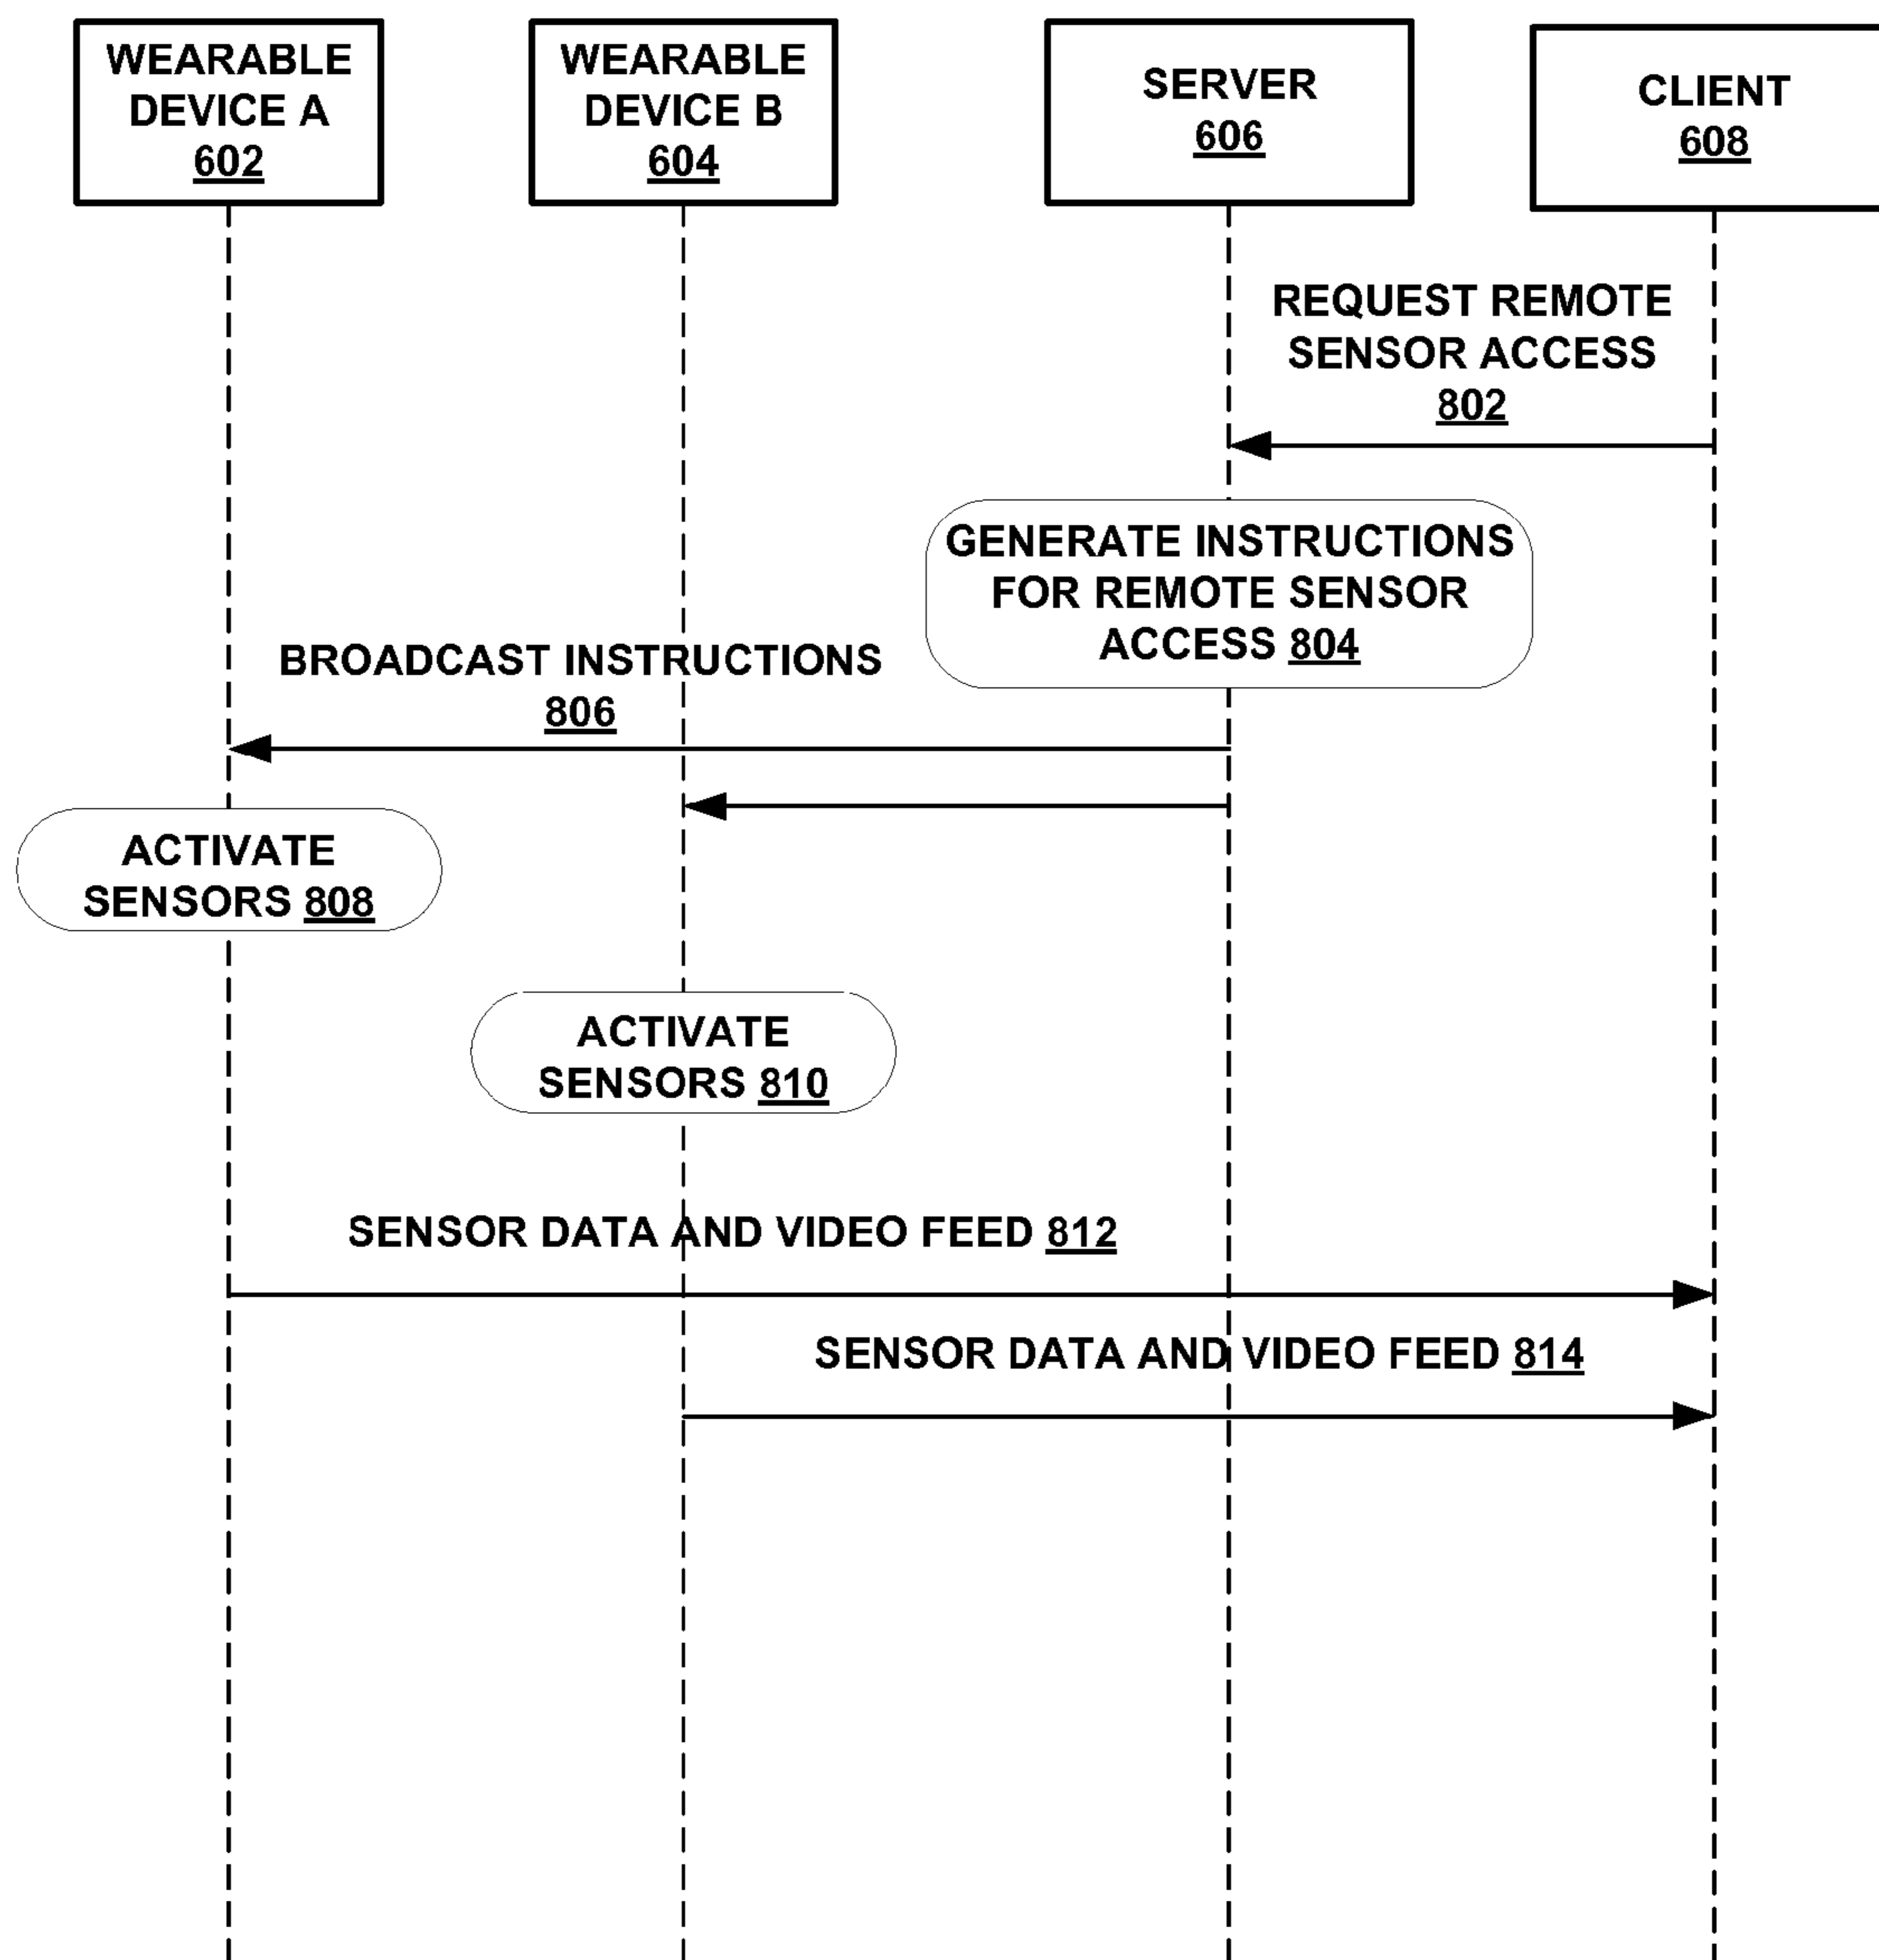 WEARABLE
DEVICE A
602
WEARABLE
DEVICE B
604
SERVER
606
CLIENT
608
REQUEST REMOTE
SENSOR ACCESS
802
GENERATE INSTRUCTIONS
FOR REMOTE SENSOR
ACCESS 804
BROADCAST INSTRUCTIONS
806
ACTIVATE
SENSORS 808
ACTIVATE
SENSORS 810
SENSOR DATA AND VIDEO FEED 812
SENSOR DATA AND VIDEO FEED 814